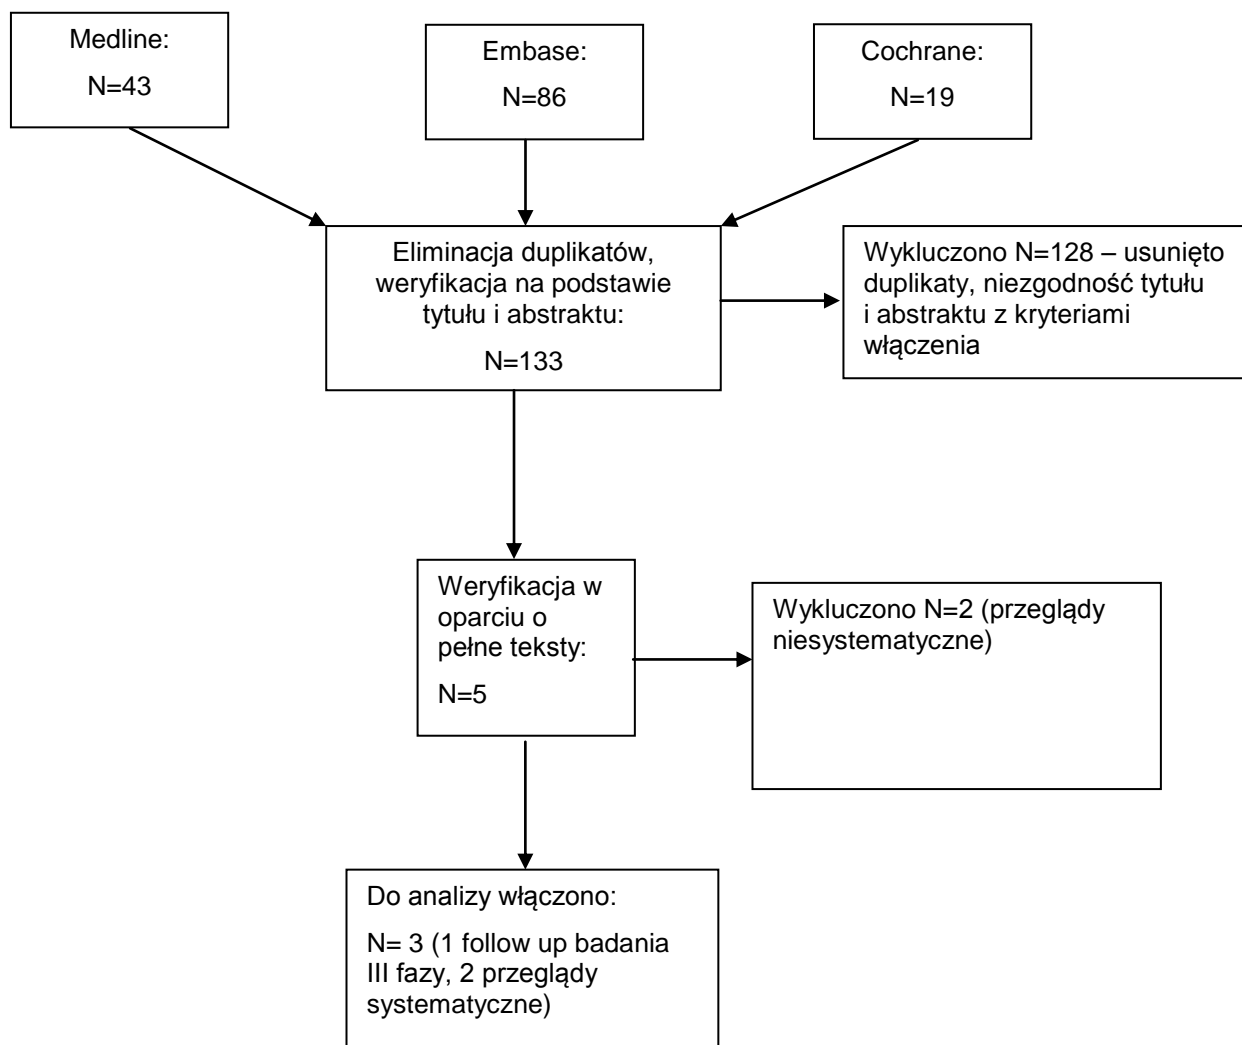 Medline:
N=43
Embase:
N=86
Cochrane:
N=19
Eliminacja duplikatów,
weryfikacja na podstawie
tytułu i abstraktu:
N=133
Wykluczono N=128 – usunięto
duplikaty, niezgodność tytułu
i abstraktu z kryteriami
włączenia
Weryfikacja w
oparciu o
pełne teksty:
N=5
Wykluczono N=2 (przeglądy
niesystematyczne)
Do analizy włączono:
N= 3 (1 follow up badania
III fazy, 2 przeglądy
systematyczne)